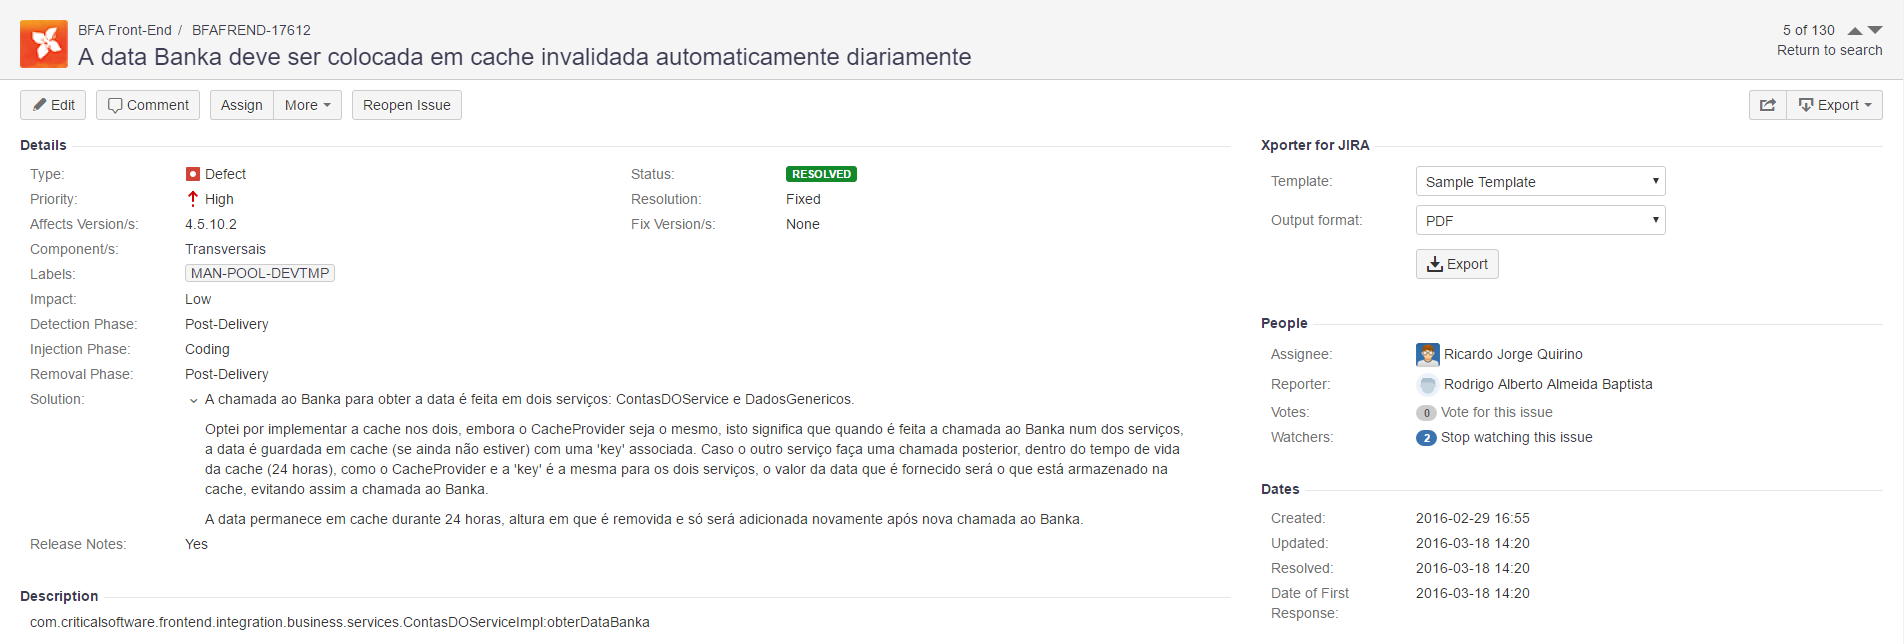 BFA Front-End / BFAFREND-17612
A data Banka deve ser colocada em cache invalidada automaticamente diariamente
5 of 130
Return to search
Edit Comment Assign More Reopen Issue Export
Details
Type: Defect
Priority: High
Affects Version/s: 4.5.10.2
Component/s: Transversais
Labels: MAN-POOL-DEVTMP
Impact: Low
Detection Phase: Post-Delivery
Injection Phase: Coding
Removal Phase: Post-Delivery
Status: RESOLVED
Resolution: Fixed
Fix Version/s: None
Solution: A chamada ao Banka para obter a data é feita em dois serviços: ContasDOService e DadosGenericos.
Optei por implementar a cache nos dois, embora o CacheProvider seja o mesmo, isto significa que quando é feita a chamada ao Banka num dos serviços,
a data é guardada em cache (se ainda não estiver) com uma 'key' associada. Caso o outro serviço faça uma chamada posterior, dentro do tempo de vida
da cache (24 horas), como o CacheProvider e a 'key' é a mesma para os dois serviços, o valor da data que é fornecido será o que está armazenado na
cache, evitando assim a chamada ao Banka.
A data permanece em cache durante 24 horas, altura em que é removida e só será adicionada novamente após nova chamada ao Banka.
Release Notes: Yes
Description
com.criticalsoftware.frontend.integration.business.services.ContasDOServiceImpl:obterDataBanka
Xporter for JIRA
Template: Sample Template
Output format: PDF
Export
People
Assignee: Ricardo Jorge Quirino
Reporter: Rodrigo Alberto Almeida Baptista
Votes: 0 Vote for this issue
Watchers: 2 Stop watching this issue
Dates
Created: 2016-02-29 16:55
Updated: 2016-03-18 14:20
Resolved: 2016-03-18 14:20
Date of First 2016-03-18 14:20
Response: